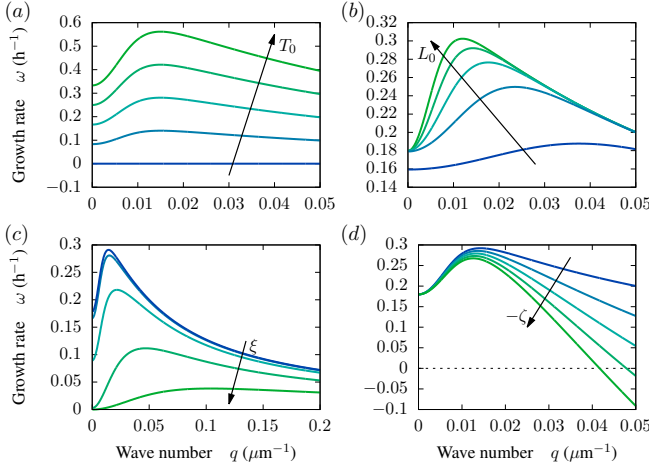 (a)
(b)
Growth rate ω (h⁻¹)
0.6
0.5
0.4
0.3
0.2
0.1
0
−0.1
T₀
0 0.01 0.02 0.03 0.04 0.05
0.32
0.3
0.28
0.26
0.24
0.22
0.2
0.18
0.16
0.14
L₀
0 0.01 0.02 0.03 0.04 0.05
(c)
(d)
Growth rate ω (h⁻¹)
0.3
0.25
0.2
0.15
0.1
0.05
0
ξ
0 0.05 0.1 0.15 0.2
Wave number q (μm⁻¹)
0.3
0.25
0.2
0.15
0.1
0.05
0
−0.05
−0.1
−ζ
0 0.01 0.02 0.03 0.04 0.05
Wave number q (μm⁻¹)